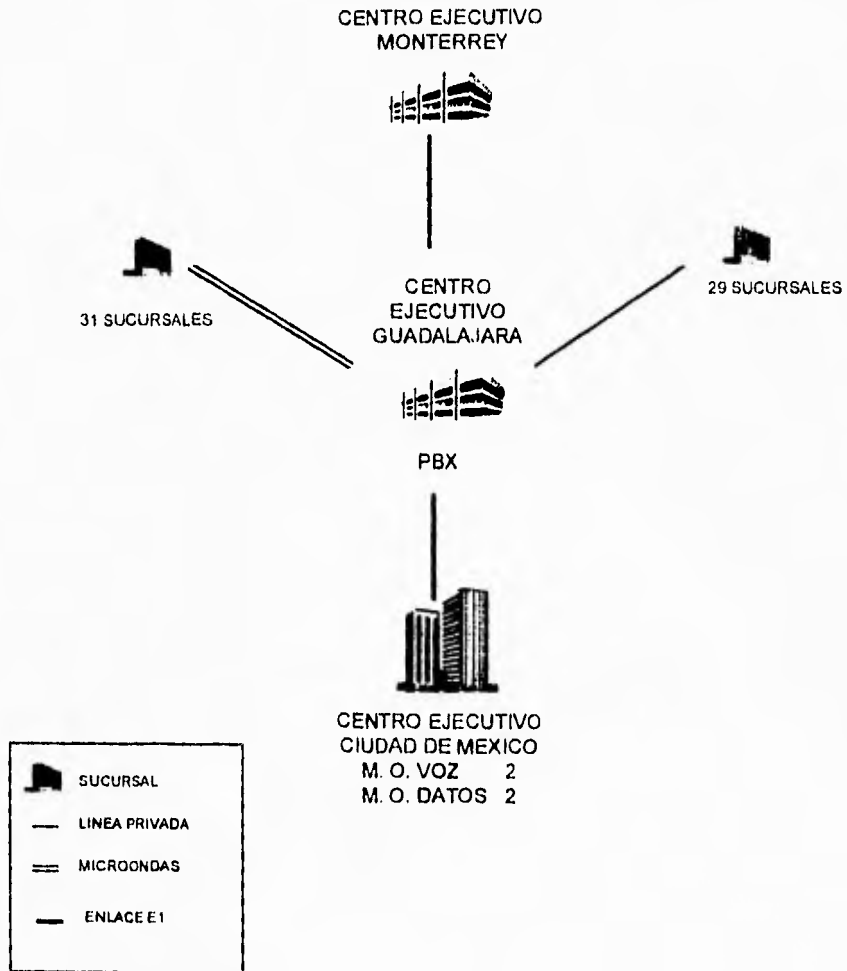 CENTRO EJECUTIVO
MONTERREY
31 SUCURSALES
CENTRO
EJECUTIVO
GUADALAJARA
29 SUCURSALES
PBX
CENTRO EJECUTIVO
CIUDAD DE MEXICO
M. O. VOZ 2
M. O. DATOS 2
SUCURSAL
LINEA PRIVADA
MICROONDAS
ENLACE E1